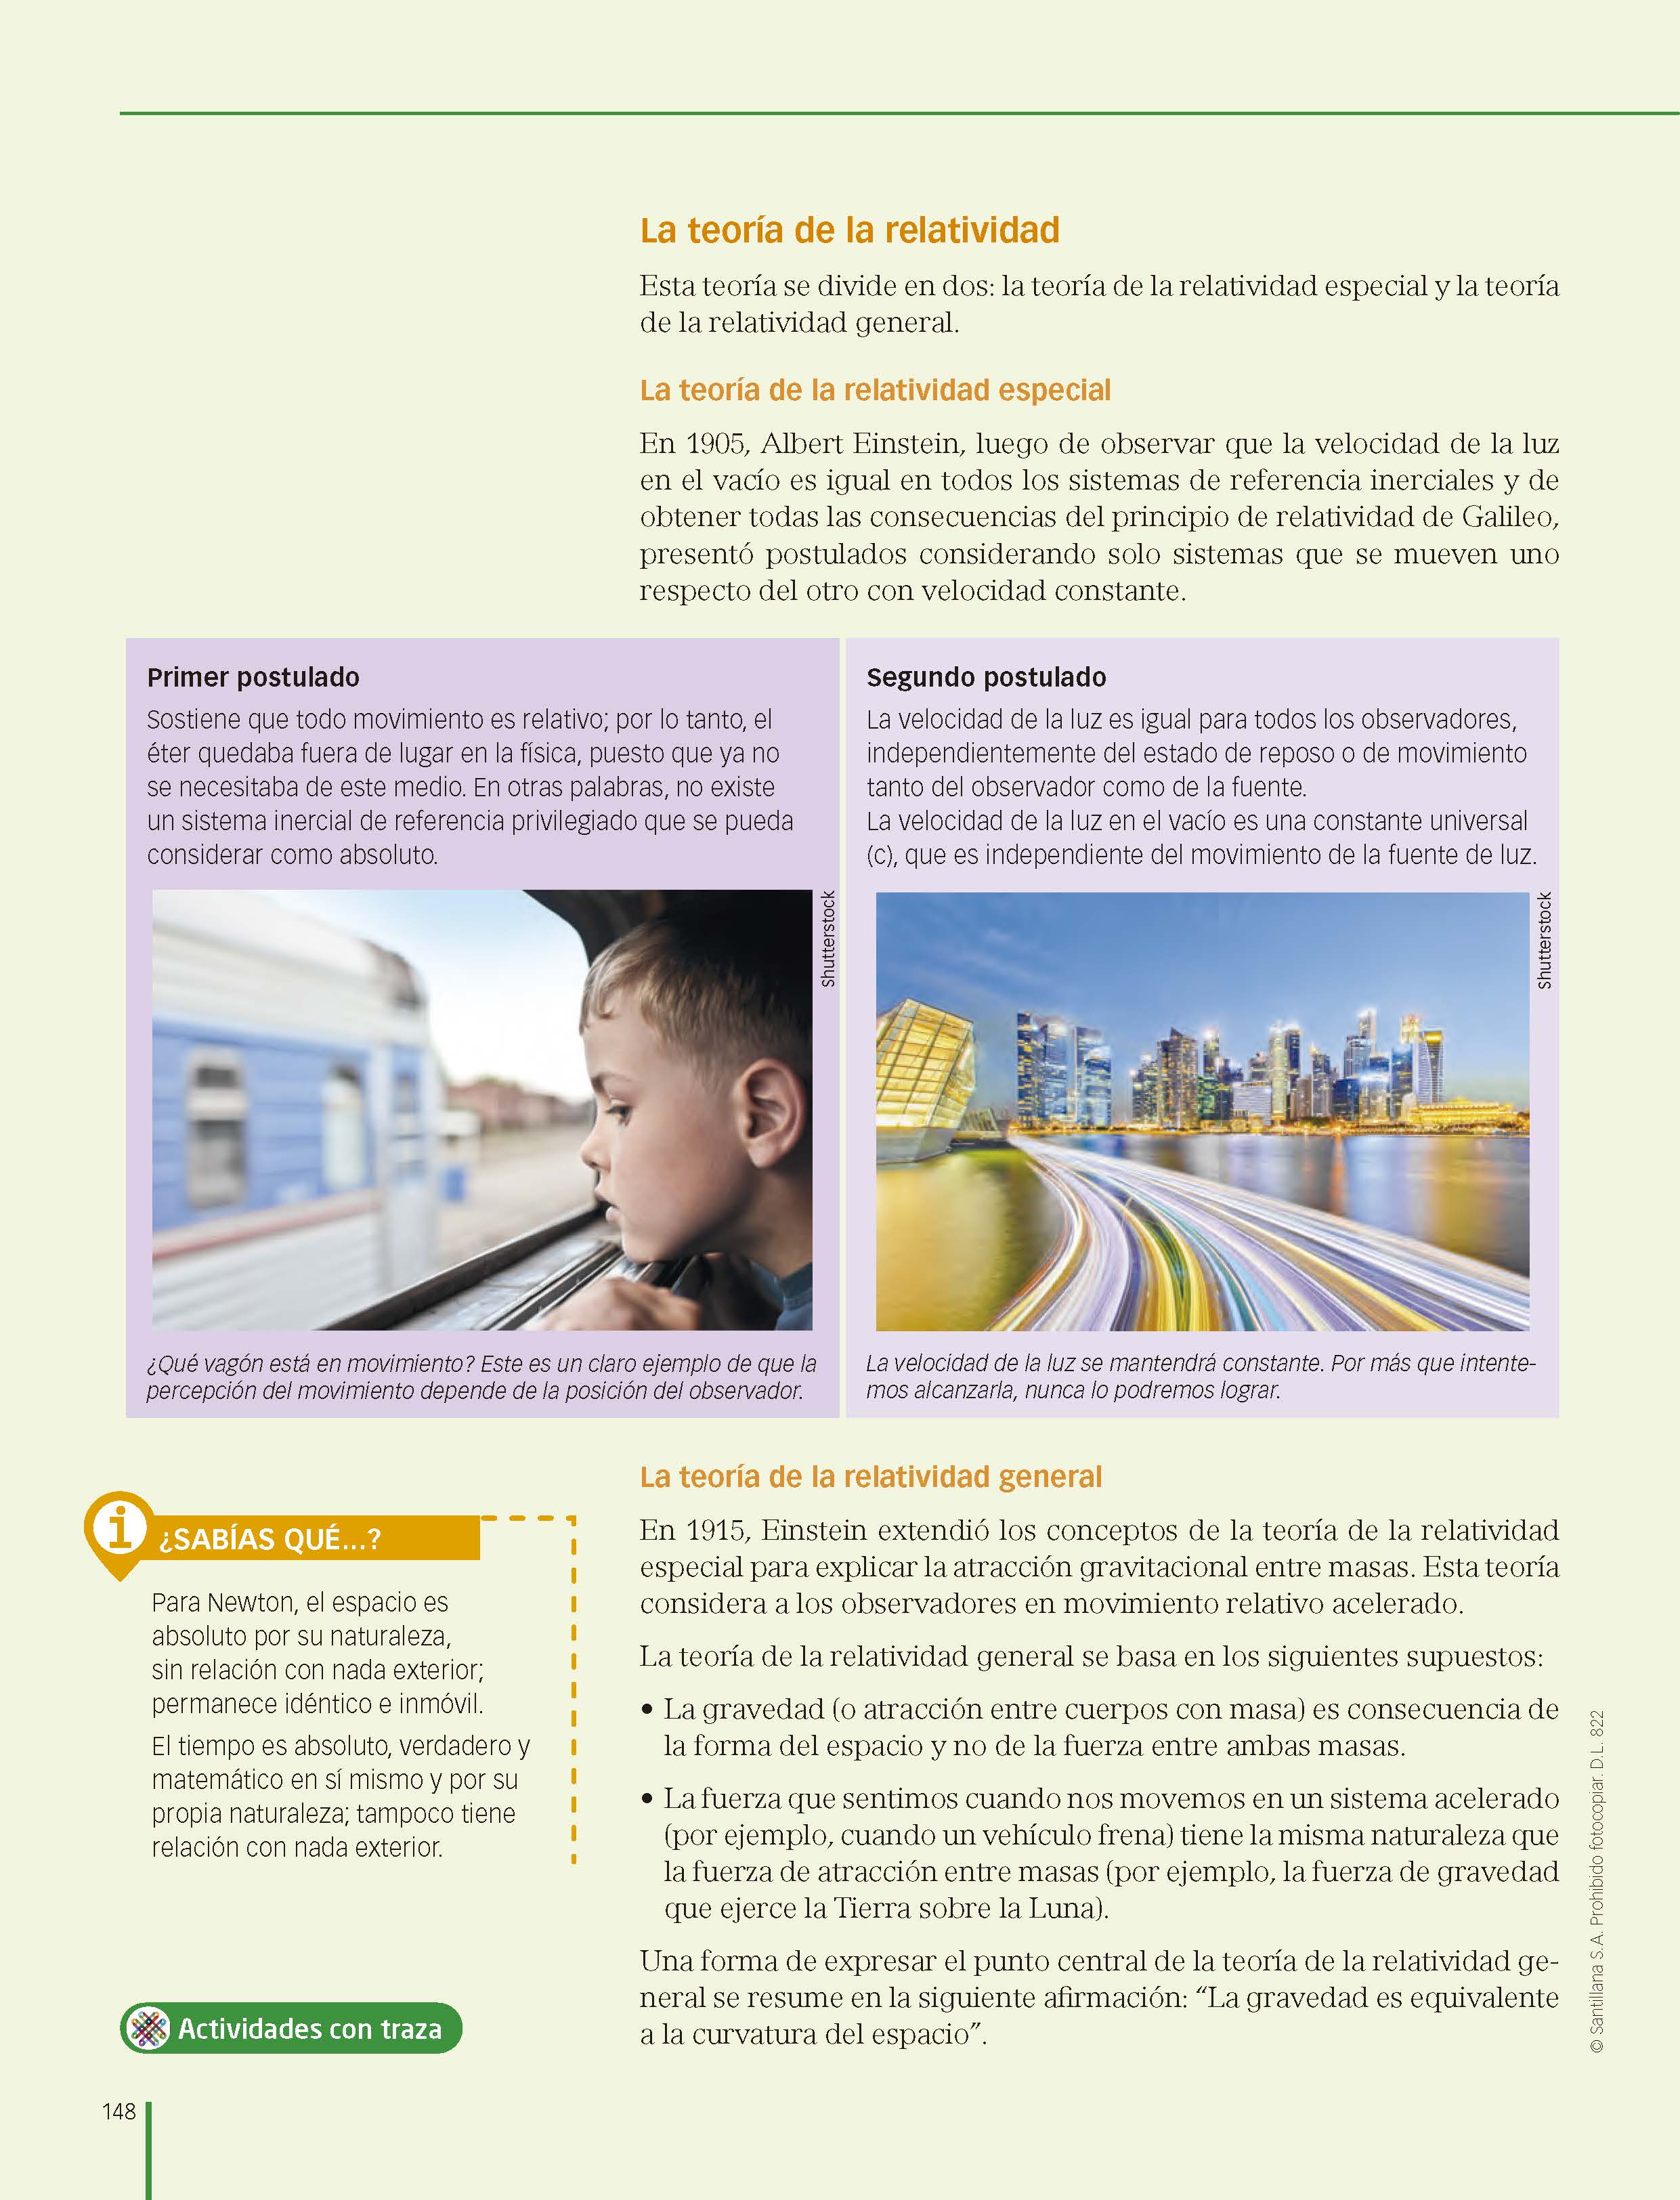 La teoría de la relatividad
Esta teoría se divide en dos: la teoría de la relatividad especial y la teoría
de la relatividad general.
La teoría de la relatividad especial
En 1905, Albert Einstein, luego de observar que la velocidad de la luz
en el vacío es igual en todos los sistemas de referencia inerciales y de
obtener todas las consecuencias del principio de relatividad de Galileo,
presentó postulados considerando solo sistemas que se mueven uno
respecto del otro con velocidad constante.
Primer postulado
Sostiene que todo movimiento es relativo; por lo tanto, el
éter quedaba fuera de lugar en la física, puesto que ya no
se necesitaba de este medio. En otras palabras, no existe
un sistema inercial de referencia privilegiado que se pueda
considerar como absoluto.
Shutterstock
¿Qué vagón está en movimiento? Este es un claro ejemplo de que la
percepción del movimiento depende de la posición del observador.
Segundo postulado
La velocidad de la luz es igual para todos los observadores,
independientemente del estado de reposo o de movimiento
tanto del observador como de la fuente.
La velocidad de la luz en el vacío es una constante universal
(c), que es independiente del movimiento de la fuente de luz.
Shutterstock
La velocidad de la luz se mantendrá constante. Por más que intente-
mos alcanzarla, nunca lo podremos lograr.
La teoría de la relatividad general
En 1915, Einstein extendió los conceptos de la teoría de la relatividad
especial para explicar la atracción gravitacional entre masas. Esta teoría
considera a los observadores en movimiento relativo acelerado.
La teoría de la relatividad general se basa en los siguientes supuestos:
• La gravedad (o atracción entre cuerpos con masa) es consecuencia de
la forma del espacio y no de la fuerza entre ambas masas.
• La fuerza que sentimos cuando nos movemos en un sistema acelerado
(por ejemplo, cuando un vehículo frena) tiene la misma naturaleza que
la fuerza de atracción entre masas (por ejemplo, la fuerza de gravedad
que ejerce la Tierra sobre la Luna).
Una forma de expresar el punto central de la teoría de la relatividad ge-
neral se resume en la siguiente afirmación: “La gravedad es equivalente
a la curvatura del espacio”.
i
¿SABÍAS QUÉ...?
Para Newton, el espacio es
absoluto por su naturaleza,
sin relación con nada exterior;
permanece idéntico e inmóvil.
El tiempo es absoluto, verdadero y
matemático en sí mismo y por su
propia naturaleza; tampoco tiene
relación con nada exterior.
Actividades con traza
© Santillana S.A. Prohibido fotocopiar. D.L. 822
148